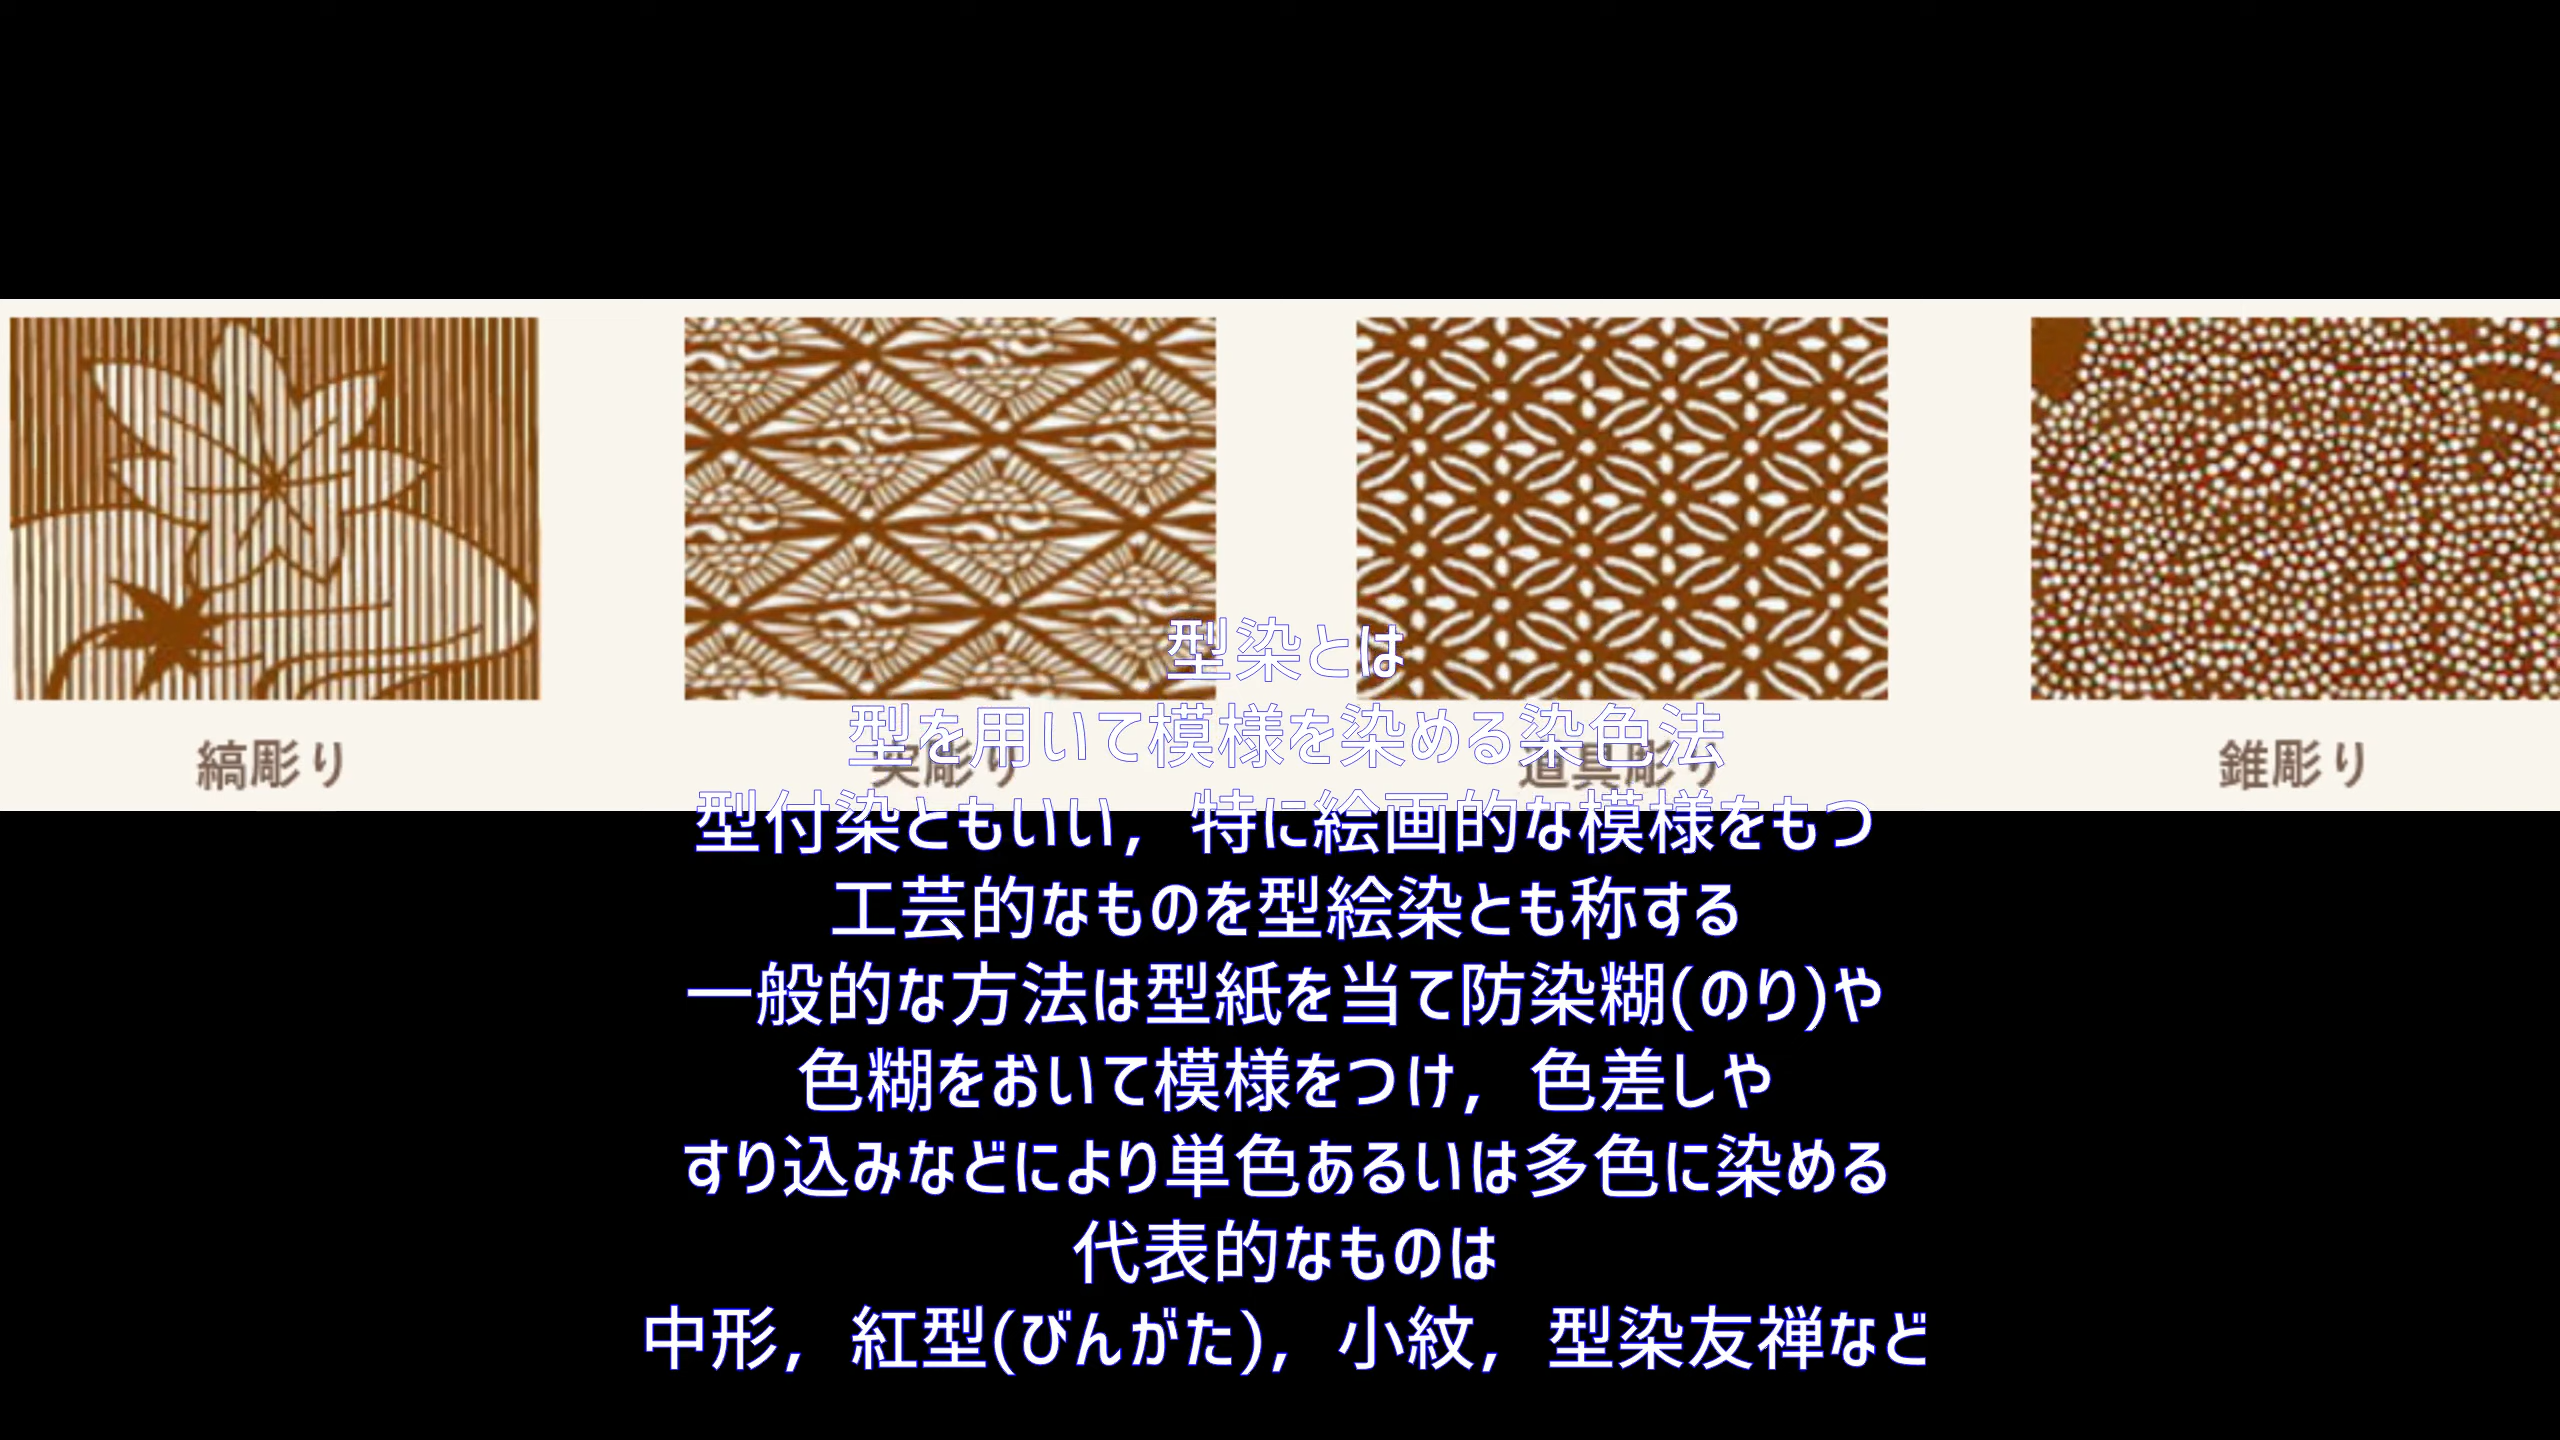 型染とは
型を用いて模様を染める染色法
縞彫り
突彫り
道具彫り
錐彫り
型付染ともいい，特に絵画的な模様をもつ
工芸的なものを型絵染とも称する
一般的な方法は型紙を当て防染糊(のり)や
色糊をおいて模様をつけ，色差しや
すり込みなどにより単色あるいは多色に染める
代表的なものは
中形，紅型(びんがた)，小紋，型染友禅など